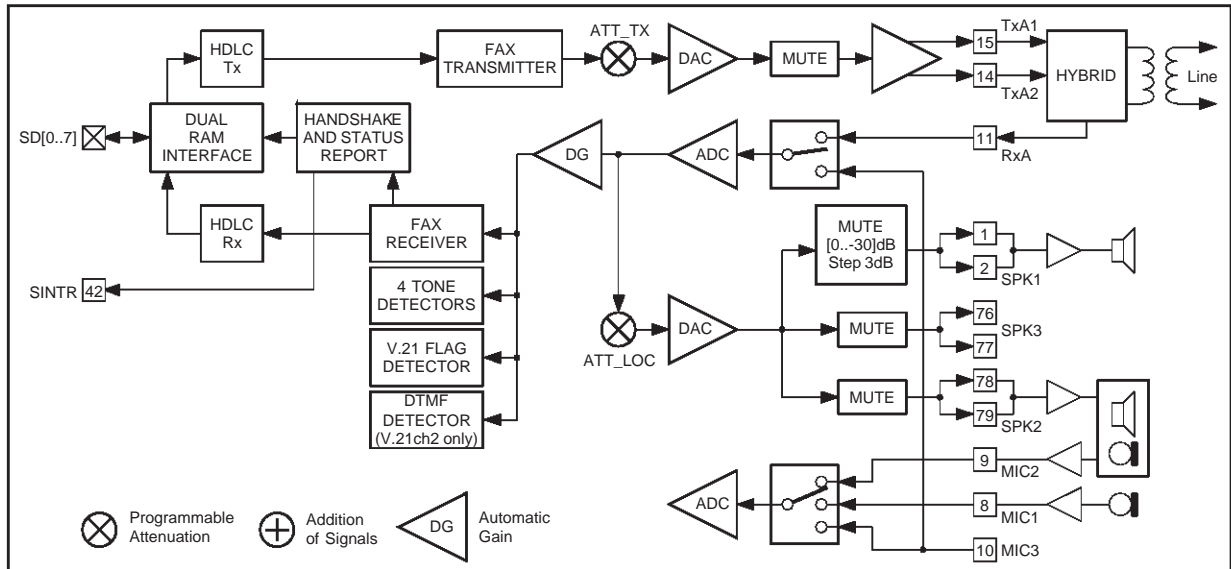 HDLC
Tx
FAX
TRANSMITTER
ATT_TX
DAC
MUTE
15
TxA1
14
TxA2
HYBRID
Line
SD[0..7]
DUAL
RAM
INTERFACE
HANDSHAKE
AND STATUS
REPORT
DG
ADC
11
RxA
HDLC
Rx
FAX
RECEIVER
MUTE
[0..-30]dB
Step 3dB
1
2
SPK1
SINTR
42
4 TONE
DETECTORS
ATT_LOC
DAC
MUTE
76
SPK3
77
V.21 FLAG
DETECTOR
DTMF
DETECTOR
(V.21ch2 only)
MUTE
78
79
SPK2
9
MIC2
ADC
8
MIC1
10
MIC3
Programmable
Attenuation
Addition
of Signals
DG
Automatic
Gain